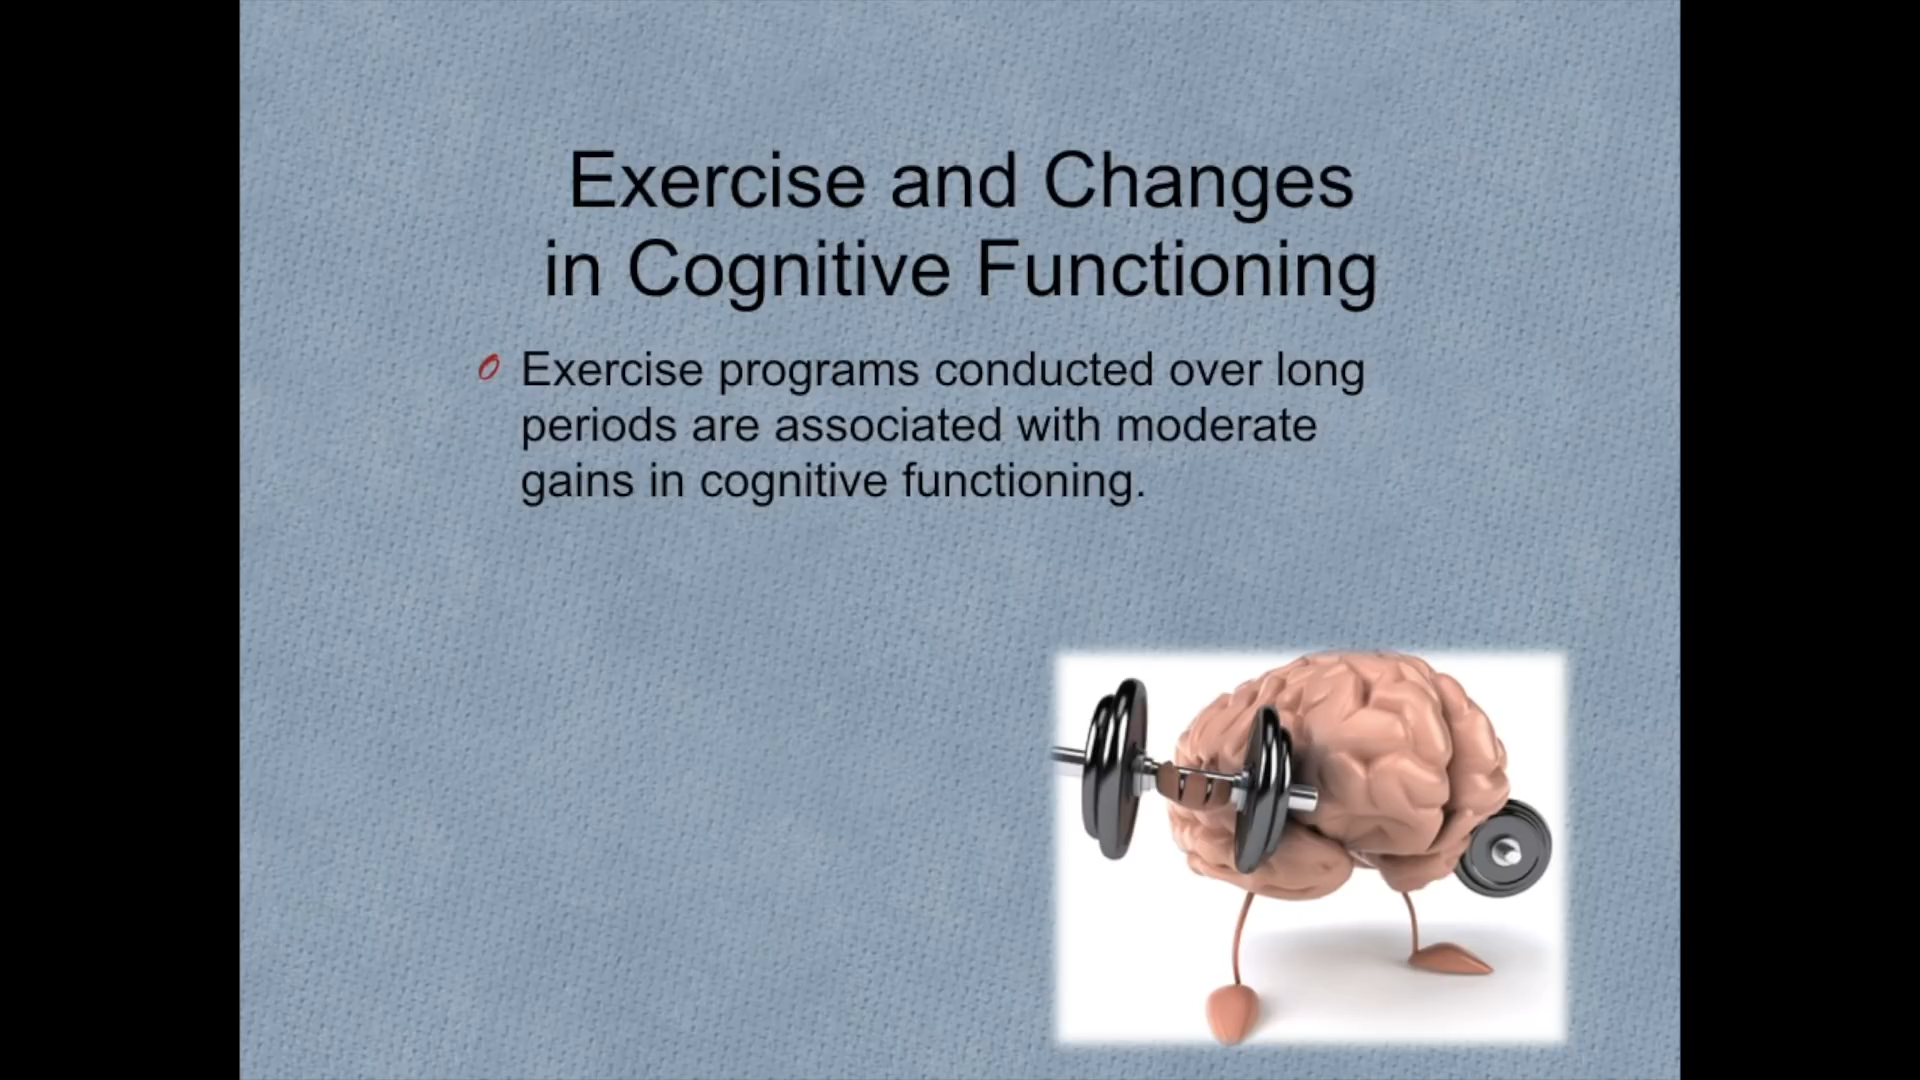 Exercise and Changes
in Cognitive Functioning
Exercise programs conducted over long
periods are associated with moderate
gains in cognitive functioning.